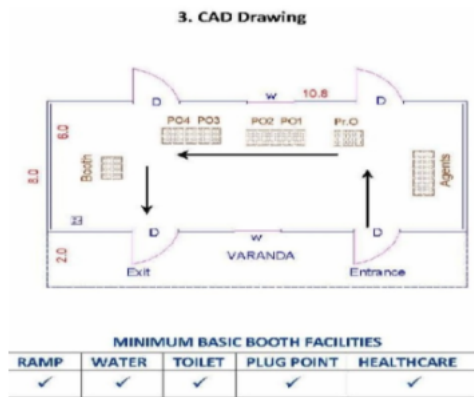 3. CAD Drawing
W 10.8
D D
PO4 PO3 PO2 PO1 Pr.O
6.0
8.0
Booth
Agents
D W D
2.0
VARANDA
Exit Entrance
MINIMUM BASIC BOOTH FACILITIES
RAMP WATER TOILET PLUG POINT HEALTHCARE
✓ ✓ ✓ ✓ ✓